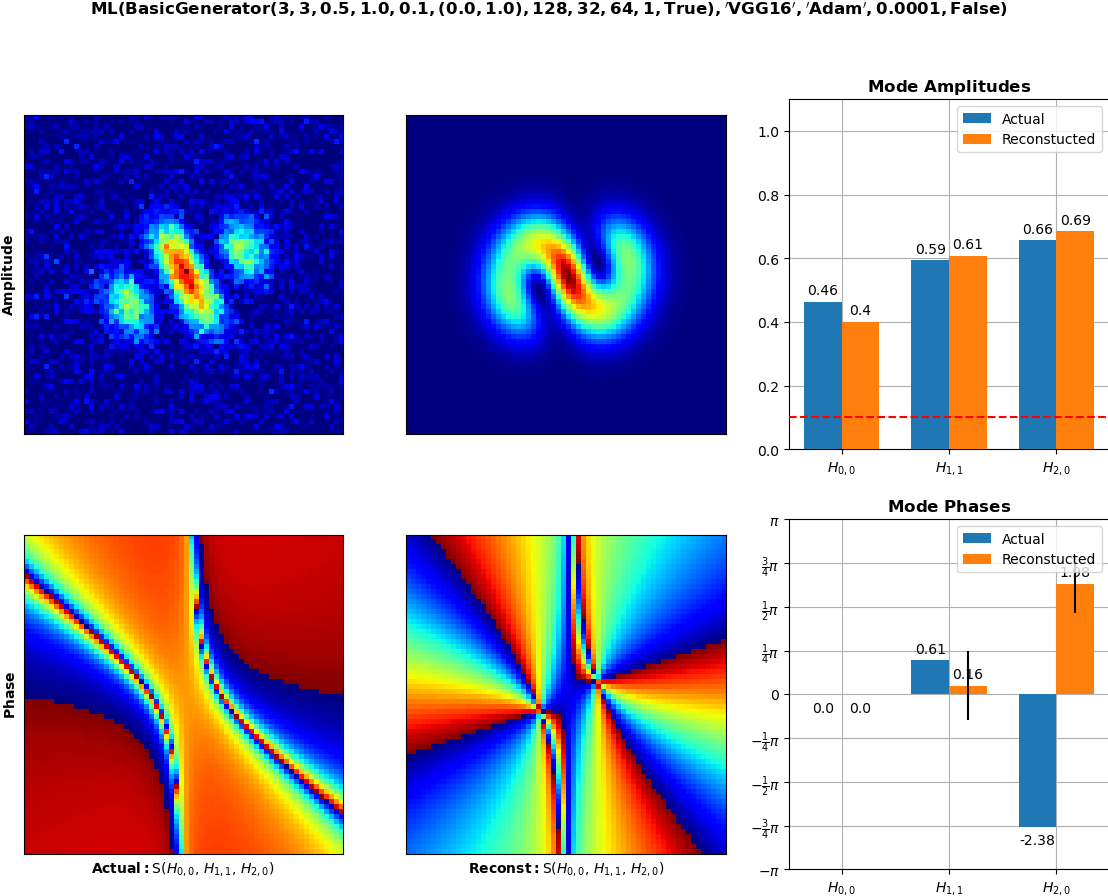 ML(BasicGenerator(3, 3, 0.5, 1.0, 0.1, (0.0, 1.0), 128, 32, 64, 1, True), ′VGG16′, ′Adam′, 0.0001, False)
Amplitude
Mode Amplitudes
Actual
Reconstucted
1.0
0.8
0.6
0.4
0.2
0.0
0.46
0.4
0.59
0.61
0.66
0.69
H0,0
H1,1
H2,0
Phase
Actual: S(H0,0, H1,1, H2,0)
Reconst: S(H0,0, H1,1, H2,0)
Mode Phases
Actual
Reconstucted
π
3/4π
1/2π
1/4π
0
−1/4π
−1/2π
−3/4π
−π
0.0
0.0
0.61
0.16
-2.38
1.98
H0,0
H1,1
H2,0